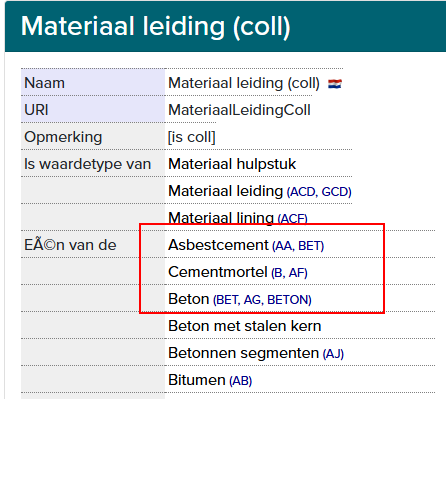 Materiaal leiding (coll)
Naam Materiaal leiding (coll)
URI MateriaalLeidingColl
Opmerking [is coll]
Is waardetype van Materiaal hulpstuk
Materiaal leiding (ACD, GCD)
Materiaal lining (ACF)
EÃ©n van de Asbestcement (AA, BET)
Cementmortel (B, AF)
Beton (BET, AG, BETON)
Beton met stalen kern
Betonnen segmenten (AJ)
Bitumen (AB)